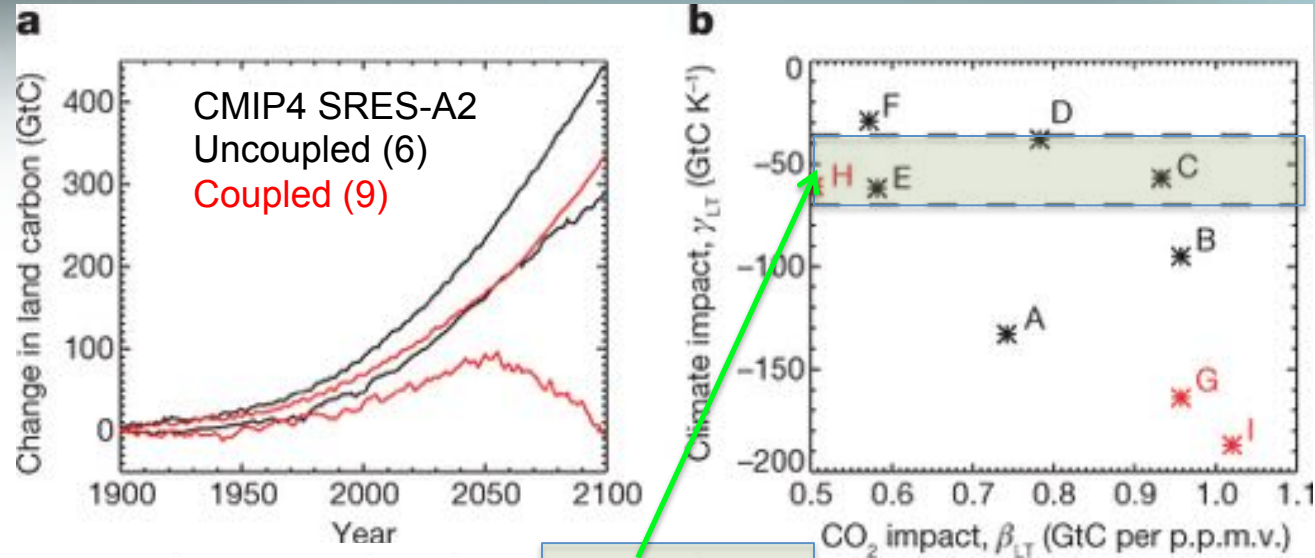 a
Change in land carbon (GtC)
400
300
200
100
0
1900
1950
2000
2050
2100
Year
CMIP4 SRES-A2
Uncoupled (6)
Coupled (9)
b
Climate impact, γLT (GtC K⁻¹)
0
−50
−100
−150
−200
0.5
0.6
0.7
0.8
0.9
1.0
1.1
CO₂ impact, βLT (GtC per p.p.m.v.)
F
D
H
E
C
B
A
G
I